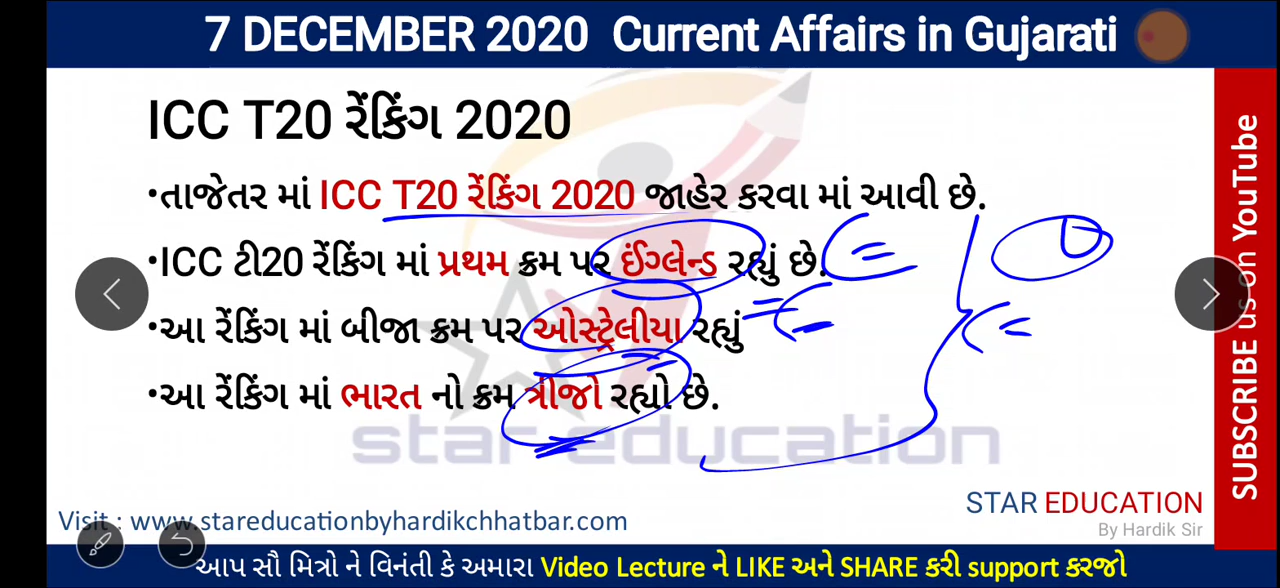 7 DECEMBER 2020 Current Affairs in Gujarati
ICC T20 રેંકિંગ 2020
•તાજેતર માં ICC T20 રેંકિંગ 2020 જાહેર કરવા માં આવી છે.
•ICC ટી20 રેંકિંગ માં પ્રથમ ક્રમ પર ઈંગ્લેન્ડ રહ્યું છે.
•આ રેંકિંગ માં બીજા ક્રમ પર ઓસ્ટ્રેલીયા રહ્યું
•આ રેંકિંગ માં ભારત નો ક્રમ ત્રીજો રહ્યો છે.
star education
SUBSCRIBE us on YouTube
STAR EDUCATION
By Hardik Sir
Visit : www.stareducationbyhardikchhatbar.com
આપ સૌ મિત્રો ને વિનંતી કે અમારા Video Lecture ને LIKE અને SHARE કરી support કરજો